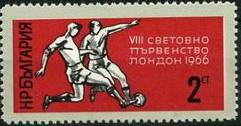 НРБЪЛГАРИЯ
VIII СВЕТОВНО
ПЪРВЕНСТВО
ЛОНДОН 1966
2 СТ